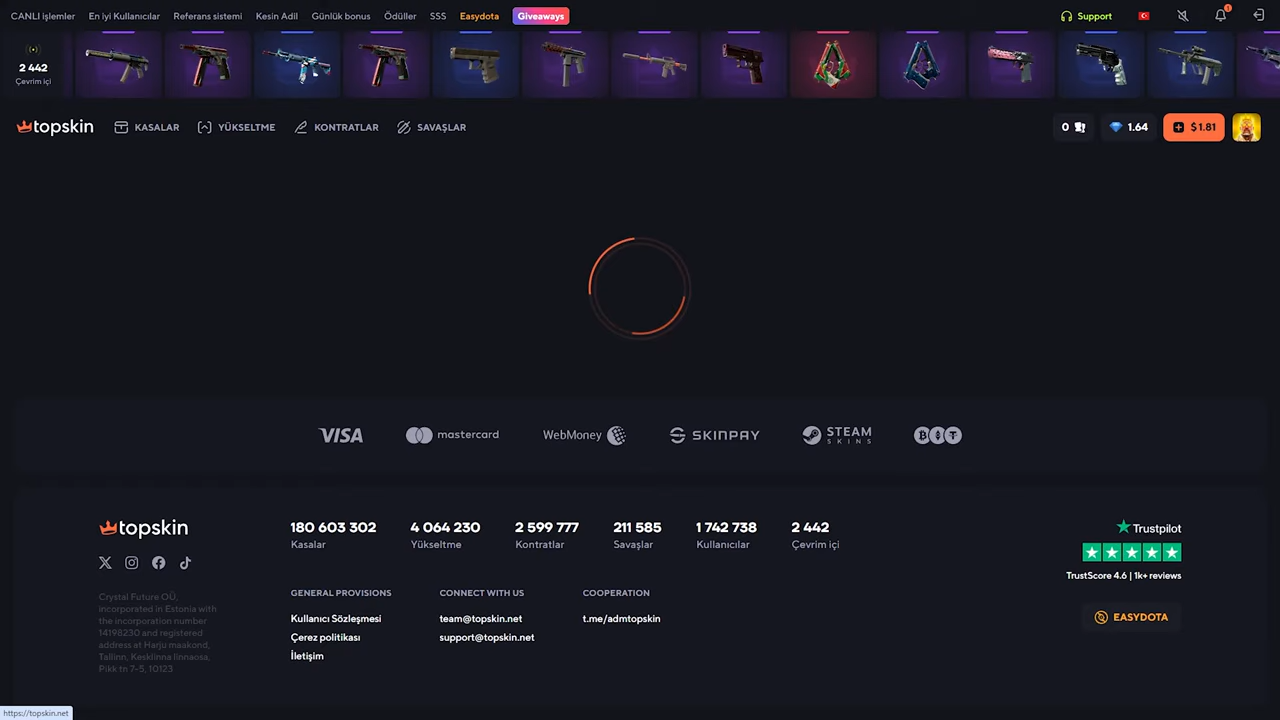 CANLI işlemler En iyi Kullanıcılar Referans sistemi Kesin Adil Günlük bonus Ödüller SSS Easydota Giveaways Support
2 442
Çevrim içi
topskin KASALAR YÜKSELTME KONTRATLAR SAVAŞLAR 0 1.64 $ 1.81
VISA mastercard WebMoney SKINPAY STEAM SKINS
topskin
180 603 302 4 064 230 2 599 777 211 585 1 742 738 2 442
Kasalar Yükseltme Kontratlar Savaşlar Kullanıcılar Çevrim içi
Trustpilot
TrustScore 4.6 | 1k+ reviews
EASYDOTA
GENERAL PROVISIONS CONNECT WITH US COOPERATION
Kullanıcı Sözleşmesi team@topskin.net t.me/admtopskin
Çerez politikası support@topskin.net
İletişim
Crystal Future OÜ,
incorporated in Estonia with
the incorporation number
14198230 and registered
address at Harju maakond,
Tallinn, Kesklinna linnaosa,
Pikk tn 7-5, 10123
https://topskin.net